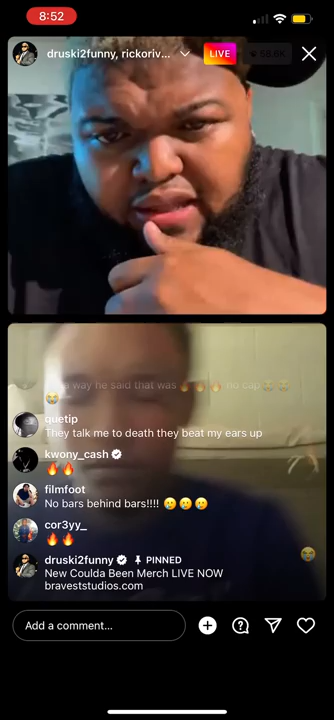 8:52
druski2funny, rickoriv...
LIVE
58.8K
a way he said that was 🔥🔥🔥 no cap 😭😭
😭
quetip
They talk me to death they beat my ears up
kwony_cash
🔥🔥
filmfoot
No bars behind bars!!!! 🥲🥲🥲
cor3yy_
🔥🔥
druski2funny PINNED
New Coulda Been Merch LIVE NOW
braveststudios.com
Add a comment...